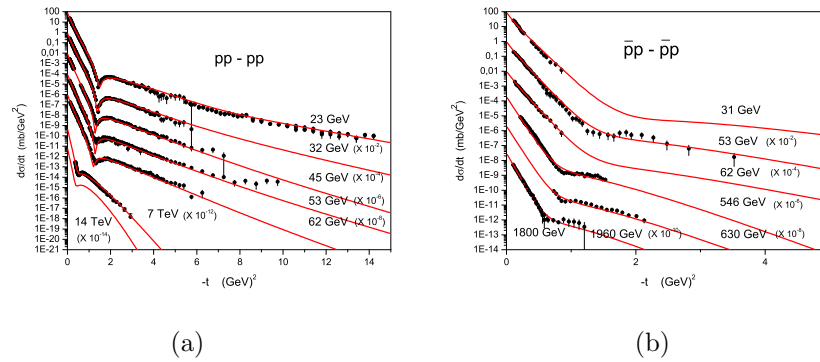 (a)
pp - pp
dσ/dt (mb/GeV²)
100
10
1
0,1
0,01
1E-3
1E-4
1E-5
1E-6
1E-7
1E-8
1E-9
1E-10
1E-11
1E-12
1E-13
1E-14
1E-15
1E-16
1E-17
1E-18
1E-19
1E-20
1E-21
23 GeV
32 GeV (X 10⁻²)
45 GeV
53 GeV (X 10⁻⁶)
62 GeV (X 10⁻⁸)
7 TeV (X 10⁻¹²)
14 TeV
(X 10⁻¹⁴)
0 2 4 6 8 10 12 14
-t (GeV)²
(b)
p̄p - p̄p
dσ/dt (mb/GeV²)
100
10
1
0,1
0,01
1E-3
1E-4
1E-5
1E-6
1E-7
1E-8
1E-9
1E-10
1E-11
1E-12
1E-13
1E-14
31 GeV
53 GeV (X 10⁻²)
62 GeV (X 10⁻⁴)
546 GeV (X 10⁻⁶)
1800 GeV
1960 GeV
630 GeV (X 10⁻⁸)
0 2 4
-t (GeV)²